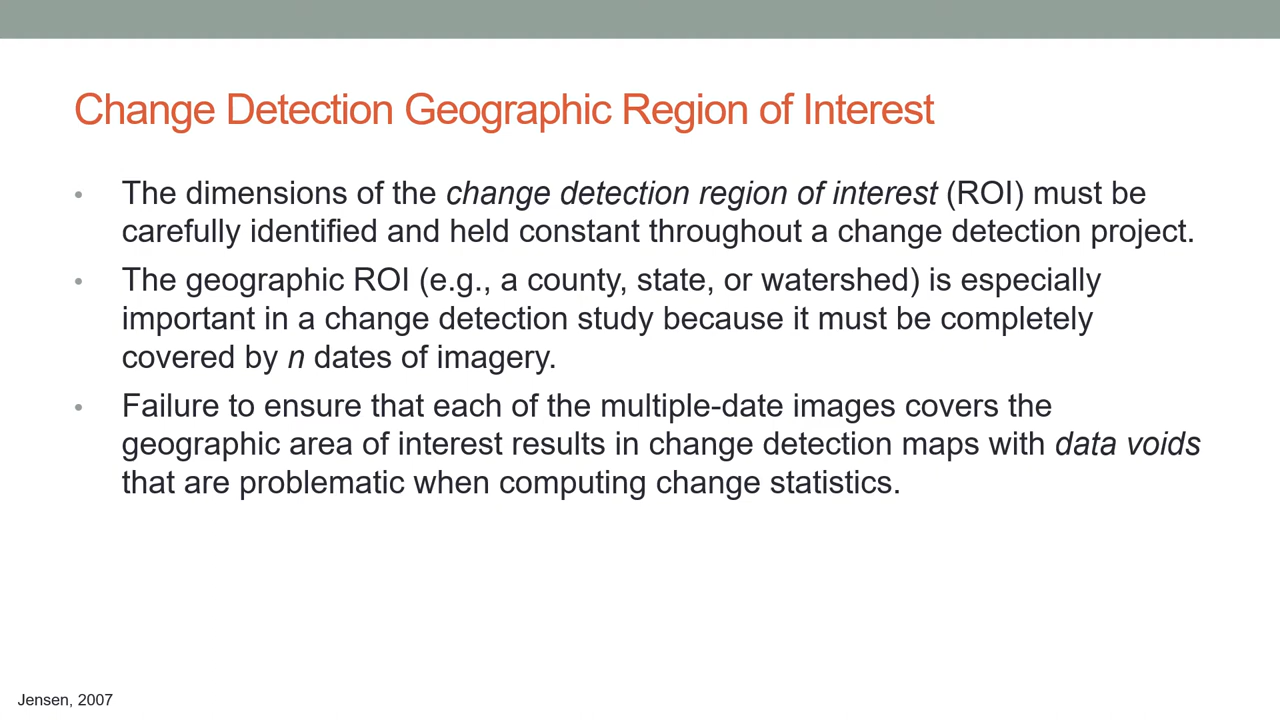 Change Detection Geographic Region of Interest
• The dimensions of the change detection region of interest (ROI) must be
carefully identified and held constant throughout a change detection project.
• The geographic ROI (e.g., a county, state, or watershed) is especially
important in a change detection study because it must be completely
covered by n dates of imagery.
• Failure to ensure that each of the multiple-date images covers the
geographic area of interest results in change detection maps with data voids
that are problematic when computing change statistics.
Jensen, 2007